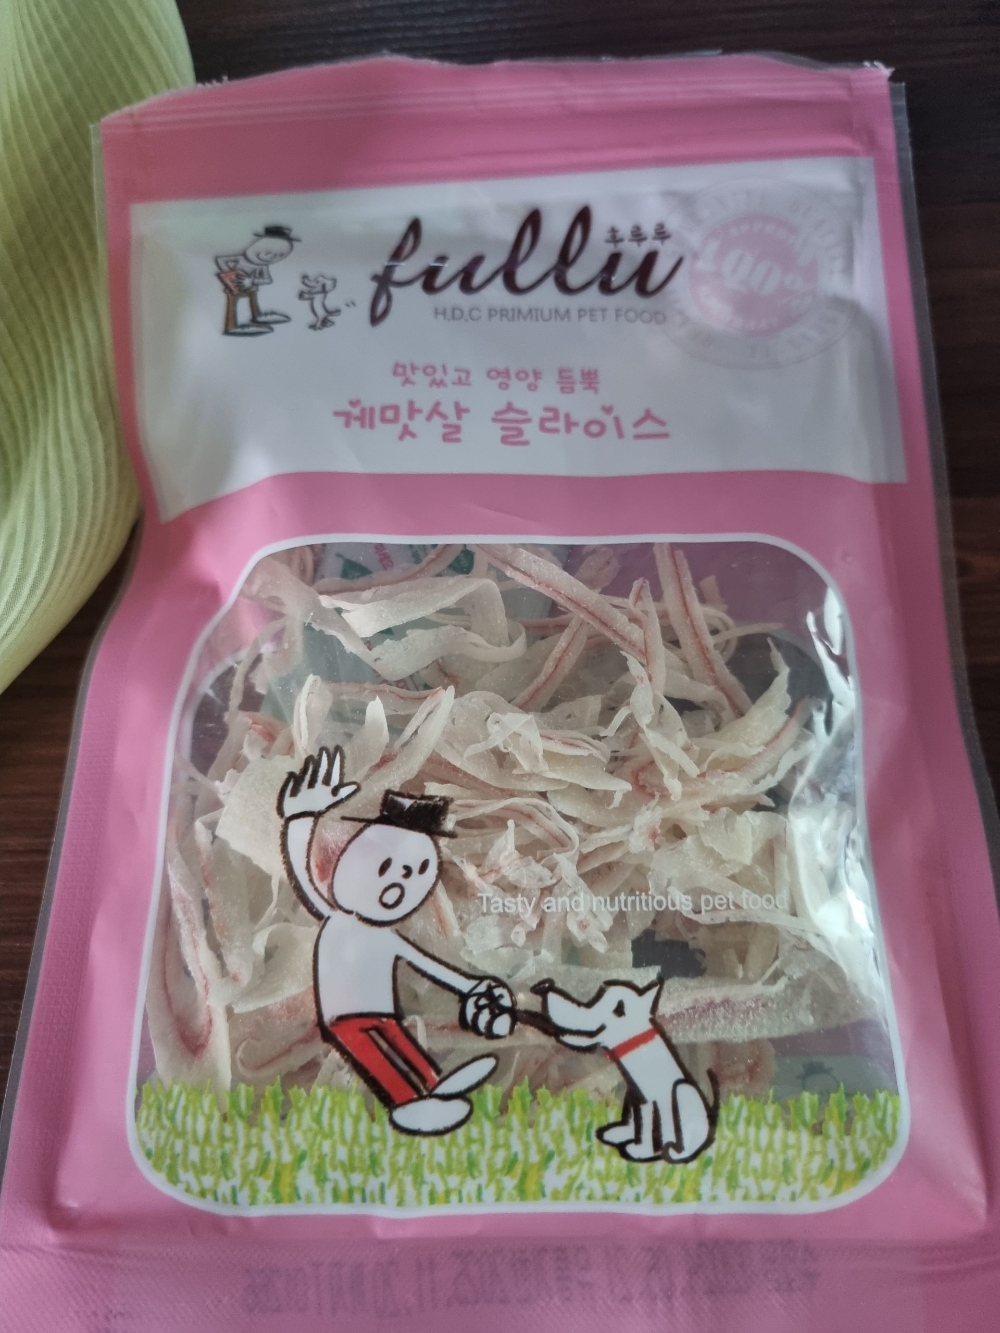 fullu 후루루
H.D.C PRIMIUM PET FOOD
100%
맛있고 영양 듬뿍
게맛살 슬라이스
Tasty and nutritious pet food